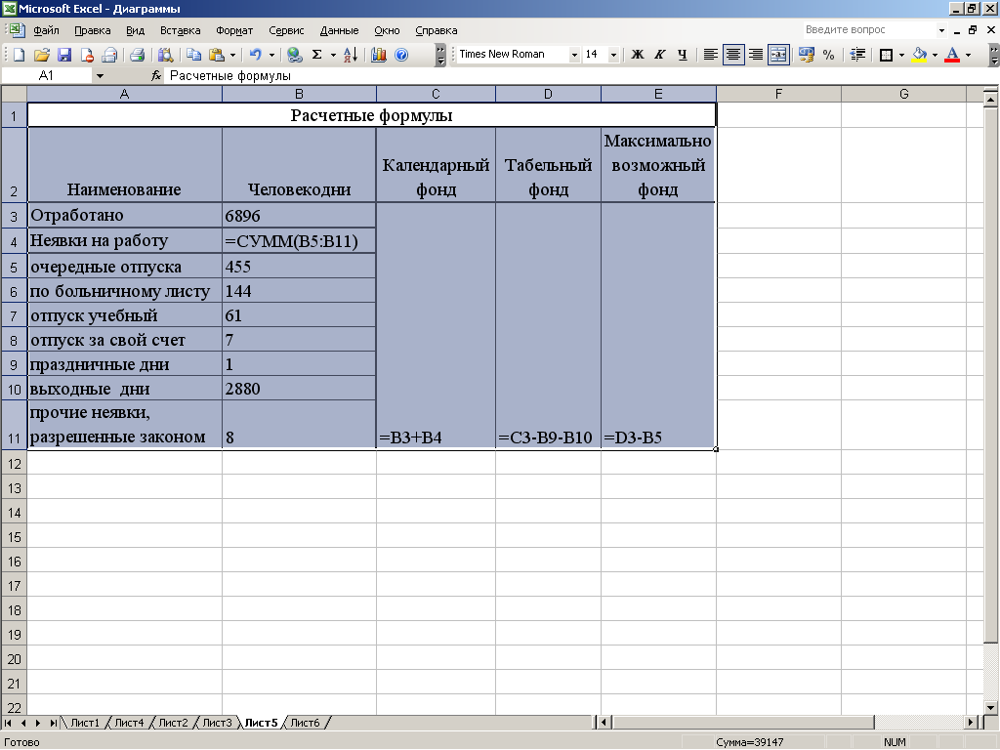 Microsoft Excel - Диаграммы
Файл Правка Вид Вставка Формат Сервис Данные Окно Справка Введите вопрос
Times New Roman 14 Ж К Ч %
A1 fx Расчетные формулы
A B C D E F G
1 Расчетные формулы
2 Наименование Человекодни Календарный фонд Табельный фонд Максимально возможный фонд
3 Отработано 6896
4 Неявки на работу =СУММ(B5:B11)
5 очередные отпуска 455
6 по больничному листу 144
7 отпуск учебный 61
8 отпуск за свой счет 7
9 праздничные дни 1
10 выходные дни 2880
прочие неявки,
11 разрешенные законом 8 =B3+B4 =C3-B9-B10 =D3-B5
12
13
14
15
16
17
18
19
20
21
22
Лист1 Лист4 Лист2 Лист3 Лист5 Лист6
Готово Сумма=39147 NUM